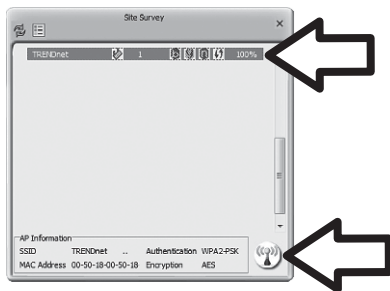 Site Survey
TRENDnet 1 100%
AP Information
SSID TRENDnet .. Authentication WPA2-PSK
MAC Address 00-50-18-00-50-18 Encryption AES